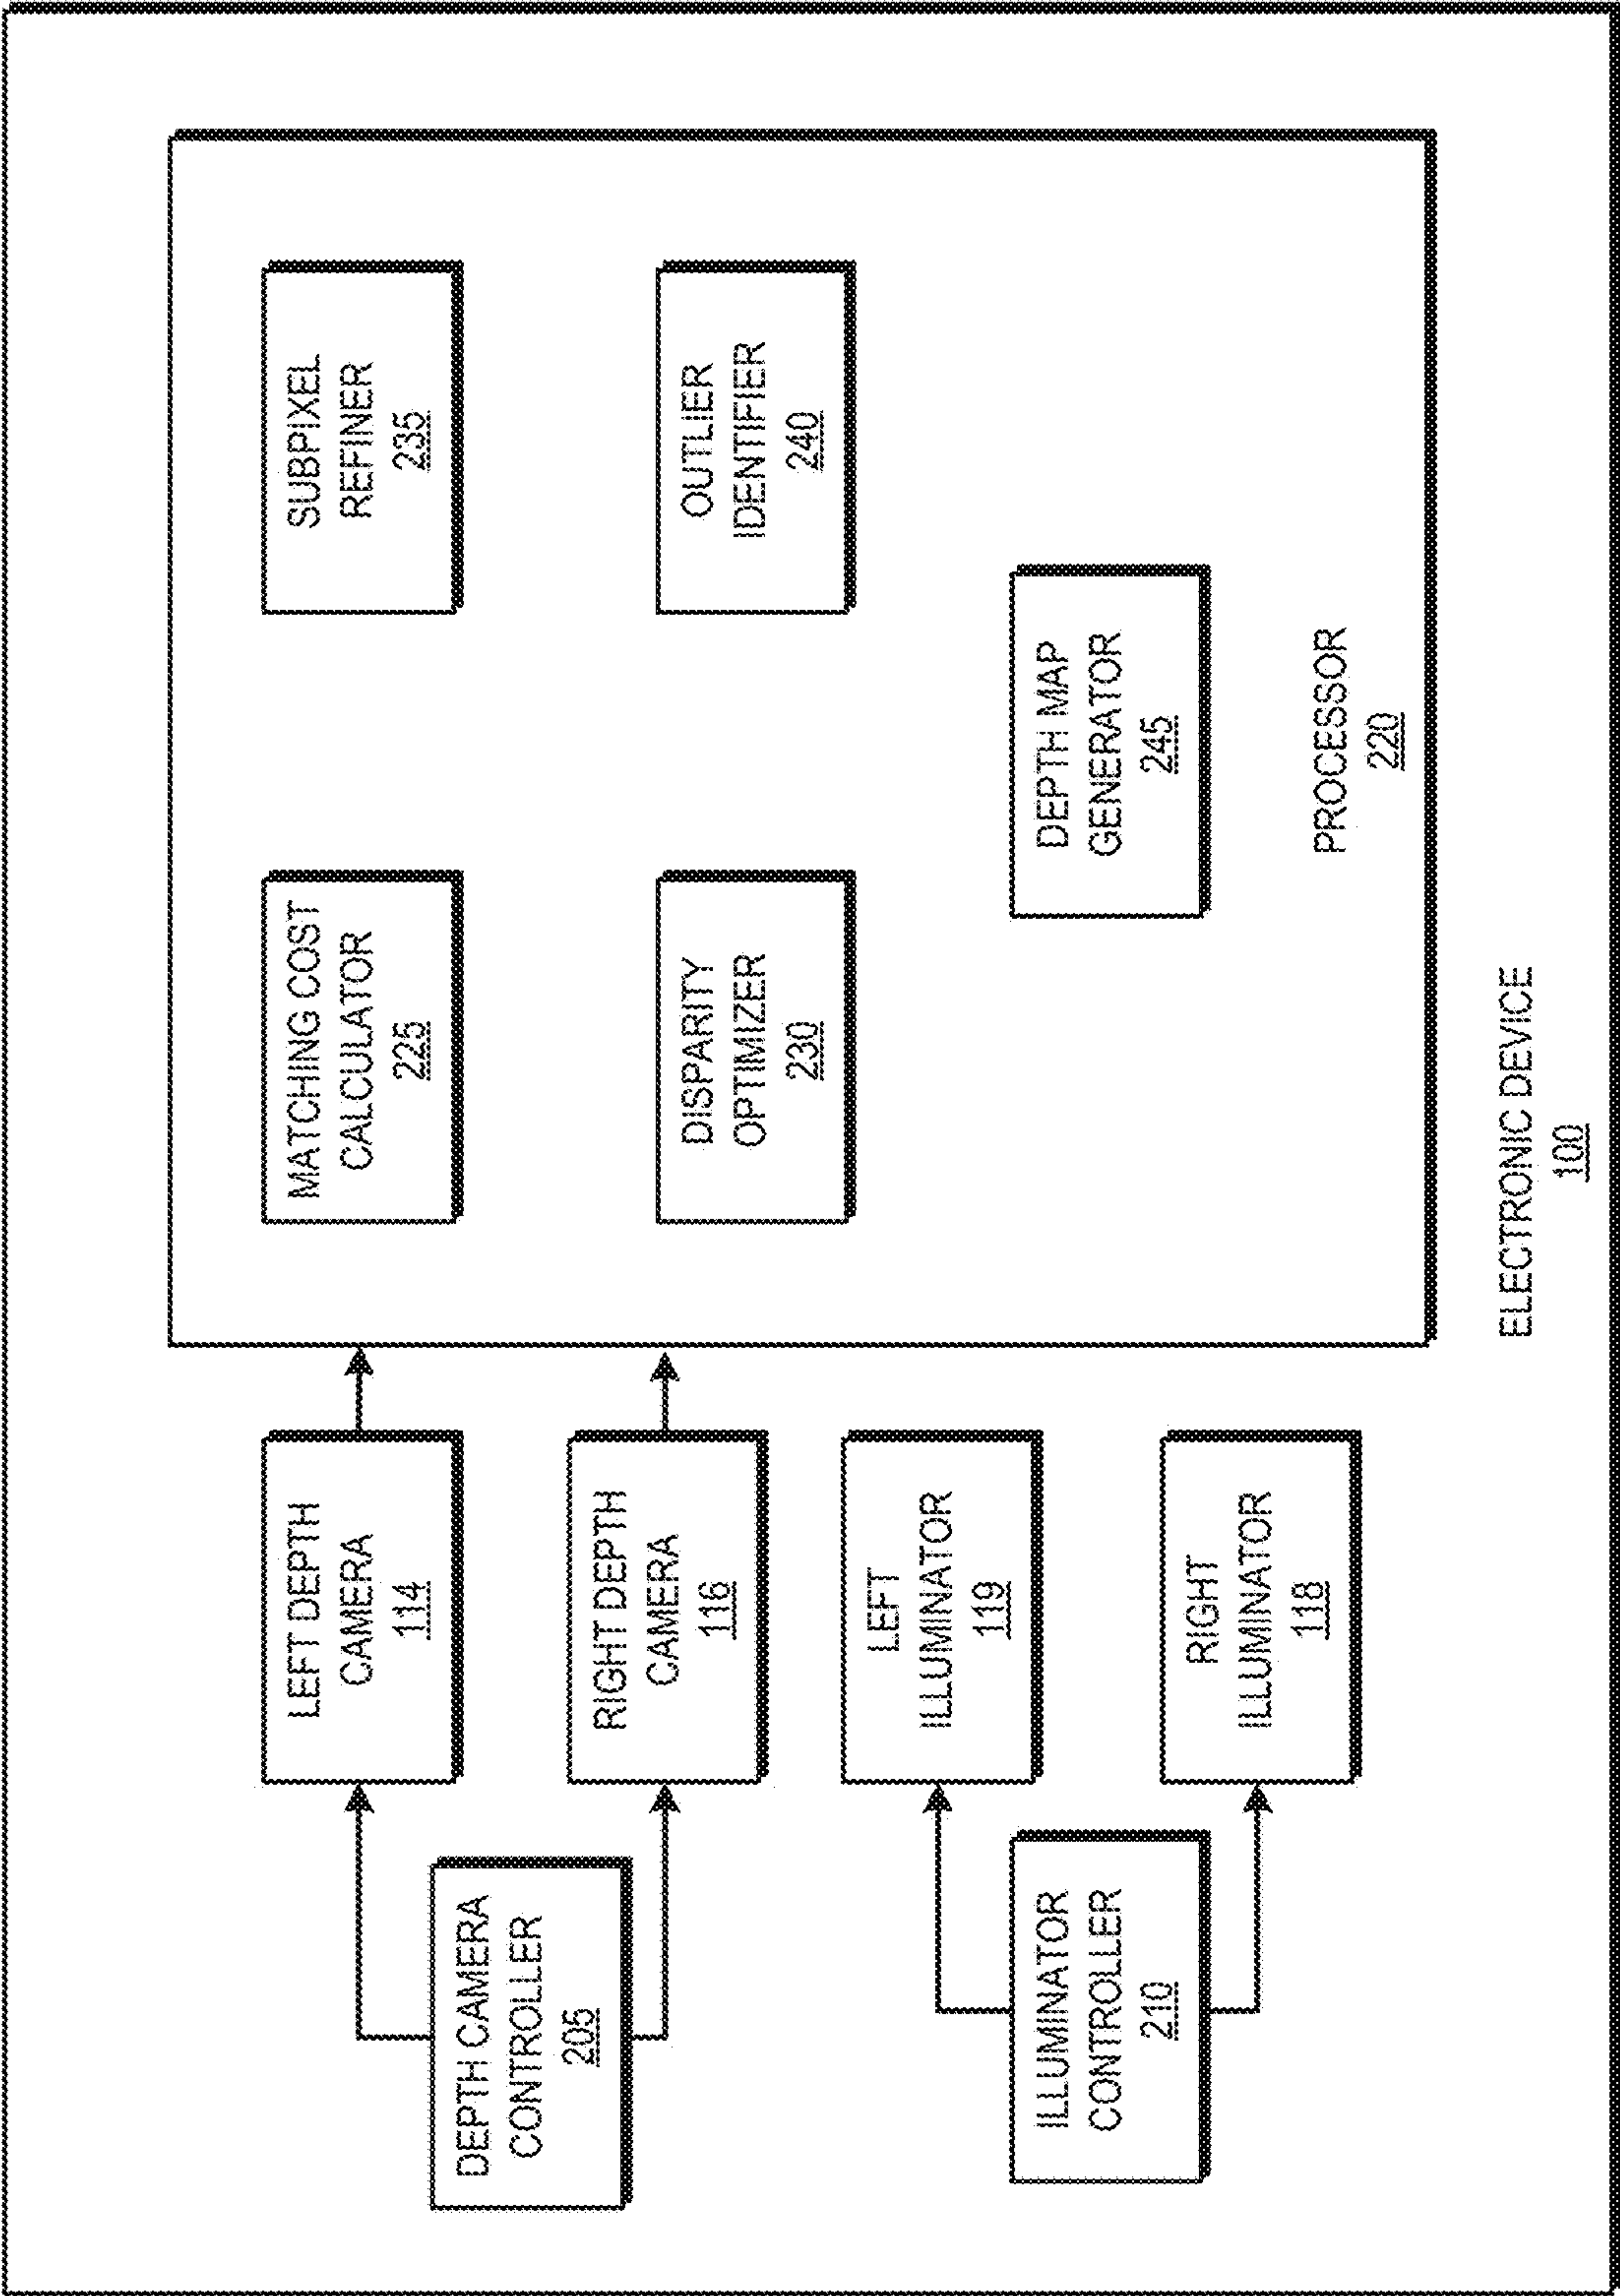 DEPTH CAMERA
CONTROLLER
205
LEFT DEPTH
CAMERA
114
RIGHT DEPTH
CAMERA
116
ILLUMINATOR
CONTROLLER
210
LEFT
ILLUMINATOR
119
RIGHT
ILLUMINATOR
118
MATCHING COST
CALCULATOR
225
SUBPIXEL
REFINER
235
DISPARITY
OPTIMIZER
230
OUTLIER
IDENTIFIER
240
DEPTH MAP
GENERATOR
245
PROCESSOR
220
ELECTRONIC DEVICE
100